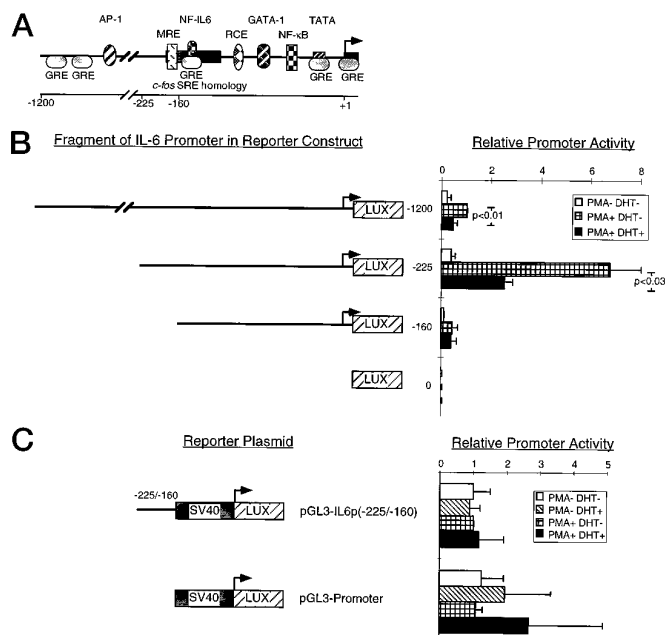 A
AP-1 NF-IL6 GATA-1 TATA
MRE RCE NF-κB
GRE GRE GRE GRE GRE
c-fos SRE homology
-1200 -225 -160 +1
B
Fragment of IL-6 Promoter in Reporter Construct
Relative Promoter Activity
0 2 4 6 8
PMA- DHT-
PMA+ DHT-
PMA+ DHT+
LUX -1200
p<0.01
LUX -225
p<0.03
LUX -160
LUX 0
C
Reporter Plasmid
Relative Promoter Activity
0 1 2 3 4 5
PMA- DHT-
PMA- DHT+
PMA+ DHT-
PMA+ DHT+
-225/-160
SV40 LUX pGL3-IL6p(-225/-160)
SV40 LUX pGL3-Promoter